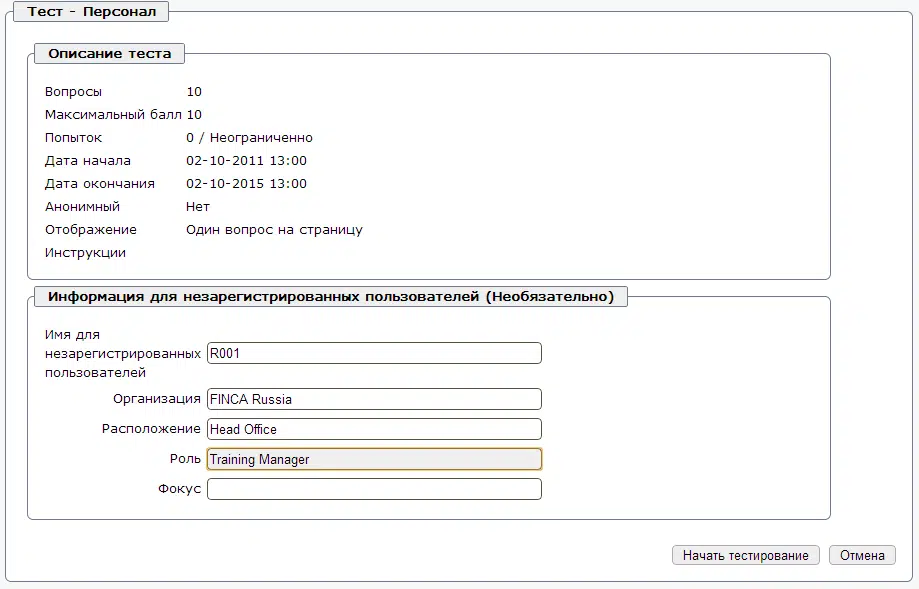 Тест - Персонал
Описание теста
Вопросы 10
Максимальный балл 10
Попыток 0 / Неограниченно
Дата начала 02-10-2011 13:00
Дата окончания 02-10-2015 13:00
Анонимный Нет
Отображение Один вопрос на страницу
Инструкции
Информация для незарегистрированных пользователей (Необязательно)
Имя для
незарегистрированных R001
пользователей
Организация FINCA Russia
Расположение Head Office
Роль Training Manager
Фокус
Начать тестирование Отмена